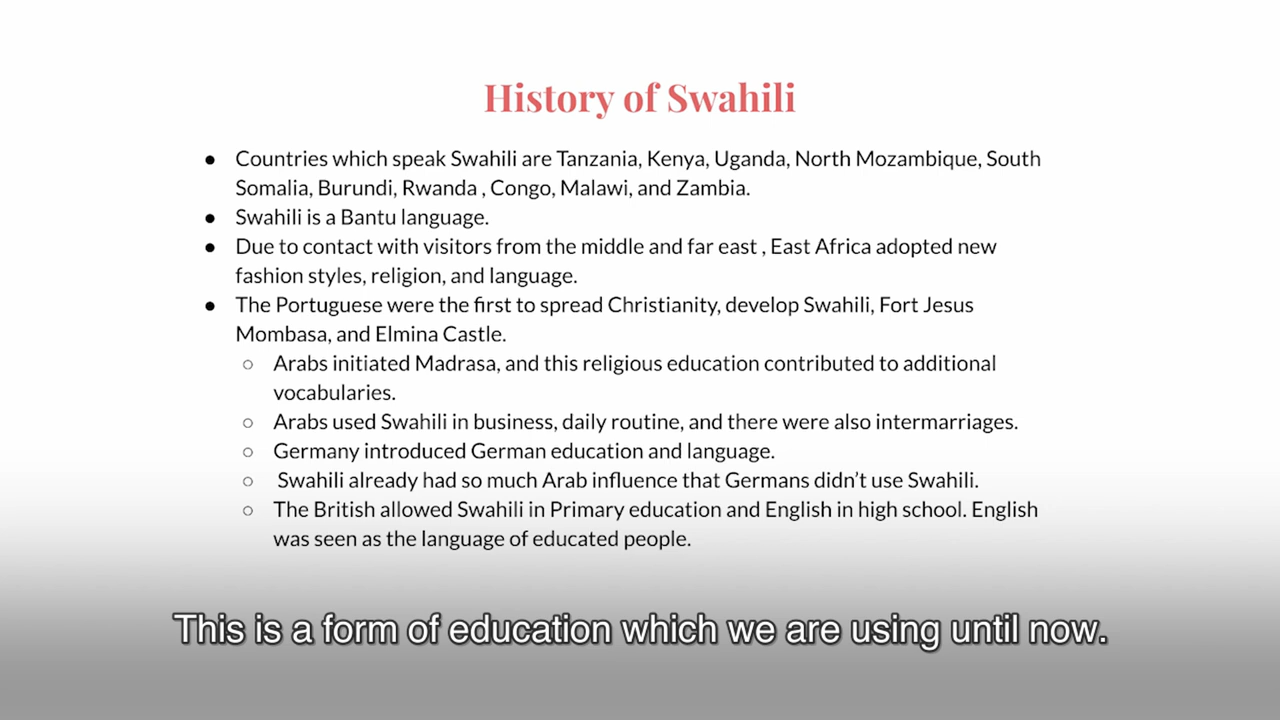 History of Swahili
● Countries which speak Swahili are Tanzania, Kenya, Uganda, North Mozambique, South
Somalia, Burundi, Rwanda , Congo, Malawi, and Zambia.
● Swahili is a Bantu language.
● Due to contact with visitors from the middle and far east , East Africa adopted new
fashion styles, religion, and language.
● The Portuguese were the first to spread Christianity, develop Swahili, Fort Jesus
Mombasa, and Elmina Castle.
○ Arabs initiated Madrasa, and this religious education contributed to additional
vocabularies.
○ Arabs used Swahili in business, daily routine, and there were also intermarriages.
○ Germany introduced German education and language.
○ Swahili already had so much Arab influence that Germans didn’t use Swahili.
○ The British allowed Swahili in Primary education and English in high school. English
was seen as the language of educated people.
This is a form of education which we are using until now.